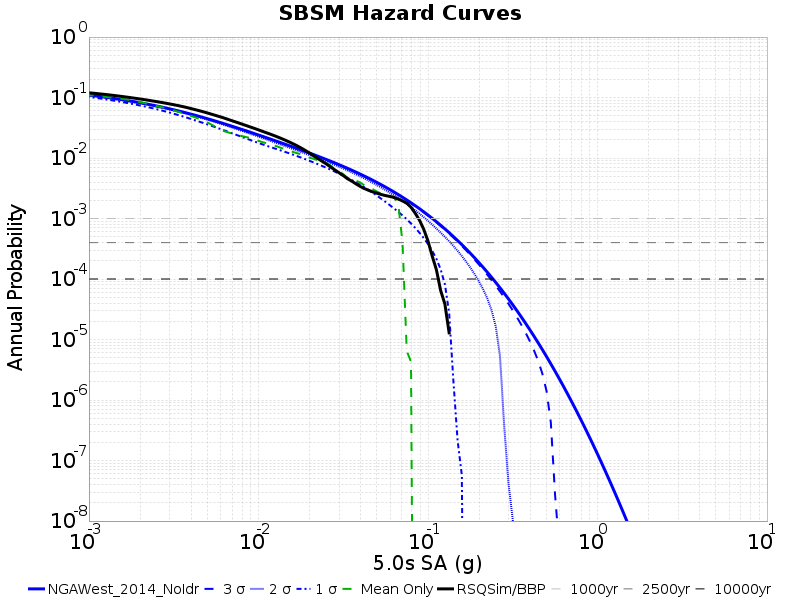 SBSM Hazard Curves
10^0
10^-1
10^-2
10^-3
10^-4
10^-5
10^-6
10^-7
10^-8
Annual Probability
10^-3 10^-2 10^-1 10^0 10^1
5.0s SA (g)
NGAWest_2014_NoIdr 3 σ 2 σ 1 σ Mean Only RSQSim/BBP 1000yr 2500yr 10000yr